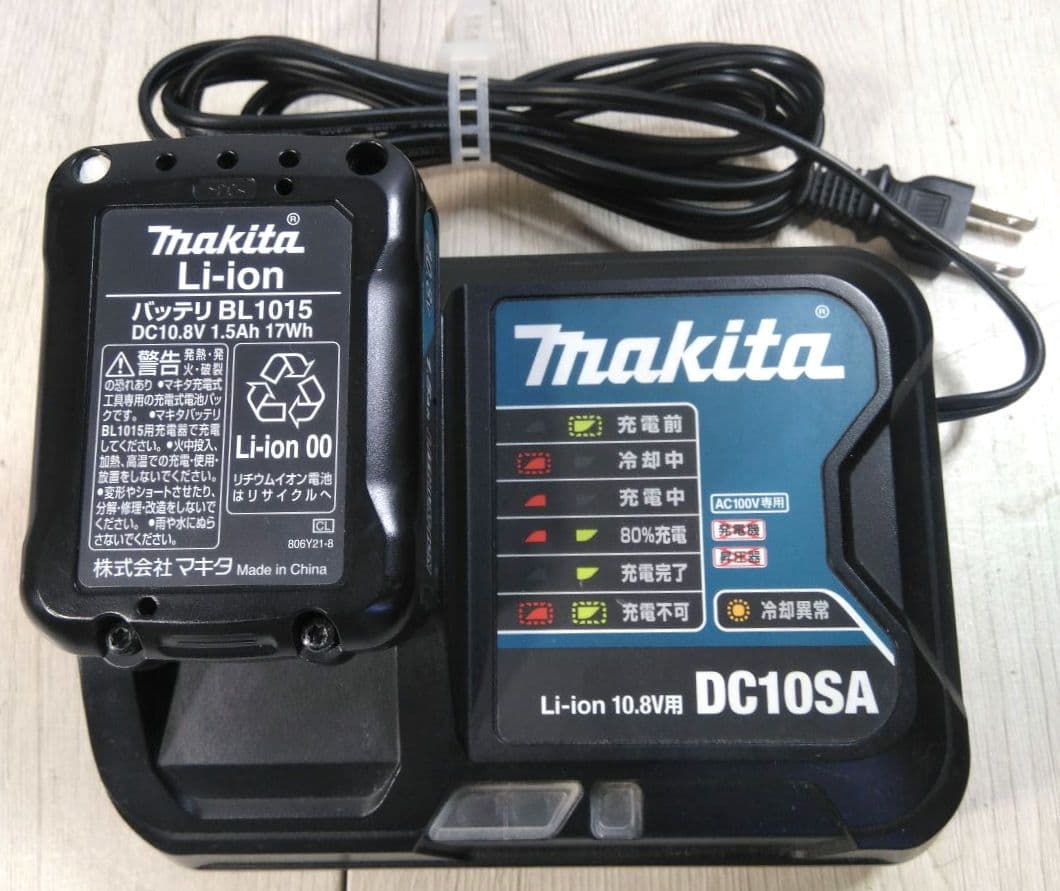 makita®
Li-ion
バッテリ BL1015
DC10.8V 1.5Ah 17Wh
警告 発熱・発
火・破裂
の恐れあり ●マキタ充電式
工具専用の充電式電池パッ
クです。 ●マキタバッテリ
BL1015用充電器で充電
してください。●火中投入、
加熱、高温での充電・使用・
放置をしないでください。
●変形やショートさせたり、
分解・修理・改造をしないで
ください。 ●雨や水にぬら
さないでください。
Li-ion 00
リチウムイオン電池
はリサイクルへ
CL
806Y21-8
株式会社 マキタ Made in China
makita®
充電前
冷却中
充電中
80%充電
充電完了
充電不可
AC100V専用
発電機
昇圧器
冷却異常
Li-ion 10.8V用 DC10SA